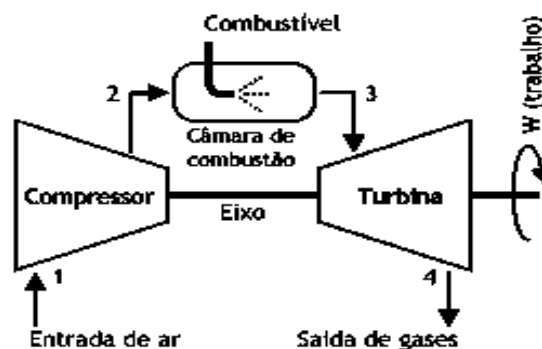 Combustível
2
3
Câmara de
combustão
W (trabalho)
Compressor
Turbina
Eixo
1
4
Entrada de ar
Saída de gases